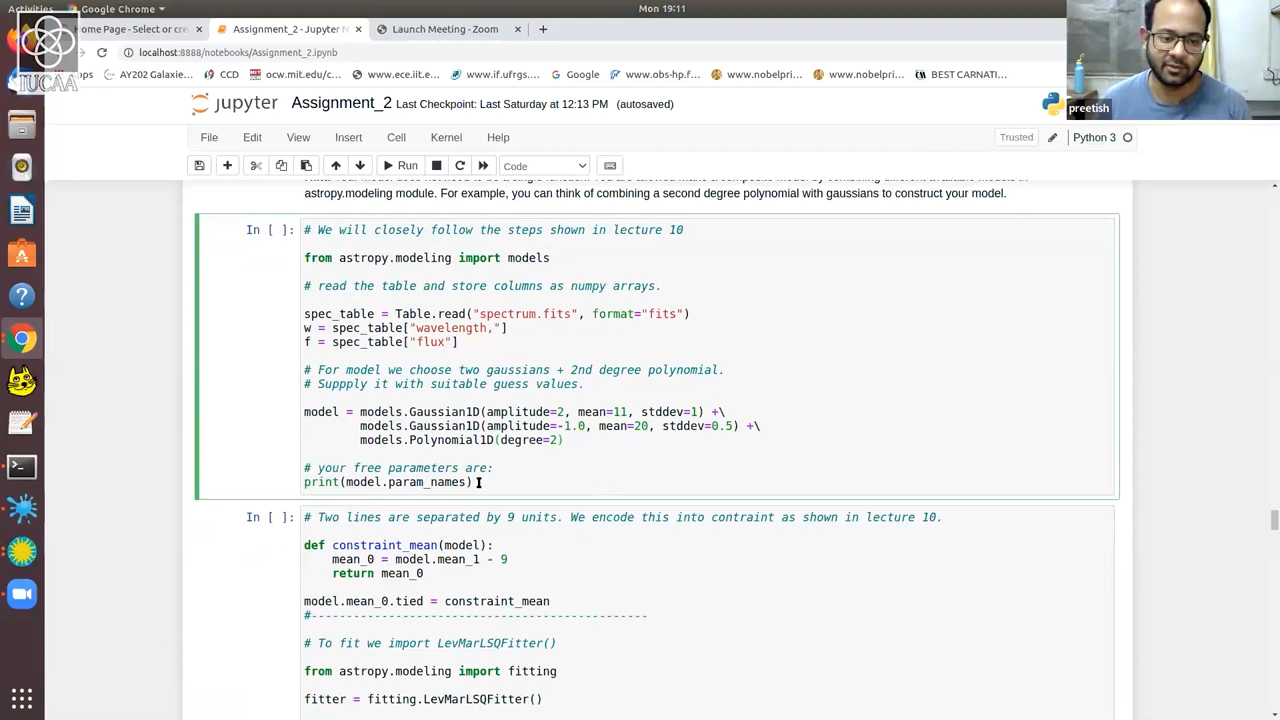 Activities
Google Chrome
Mon 19:11
Home Page - Select or cre
Assignment_2 - Jupyter N
Launch Meeting - Zoom
localhost:8888/notebooks/Assignment_2.ipynb
IUCAA
AY202 Galaxie
CCD
ocw.mit.edu/c
www.ece.iit.e
www.if.ufrgs.
Google
www.obs-hp.f
www.nobelpri
www.nobelpri
BEST CARNATI
preetish
jupyter
Assignment_2 Last Checkpoint: Last Saturday at 12:13 PM (autosaved)
File Edit View Insert Cell Kernel Help
Trusted
Python 3
Run
Code
astropy.modeling module. For example, you can think of combining a second degree polynomial with gaussians to construct your model.
In [ ]:
# We will closely follow the steps shown in lecture 10
from astropy.modeling import models
# read the table and store columns as numpy arrays.
spec_table = Table.read("spectrum.fits", format="fits")
w = spec_table["wavelength,"]
f = spec_table["flux"]
# For model we choose two gaussians + 2nd degree polynomial.
# Suppply it with suitable guess values.
model = models.Gaussian1D(amplitude=2, mean=11, stddev=1) +\
models.Gaussian1D(amplitude=-1.0, mean=20, stddev=0.5) +\
models.Polynomial1D(degree=2)
# your free parameters are:
print(model.param_names)
In [ ]:
# Two lines are separated by 9 units. We encode this into contraint as shown in lecture 10.
def constraint_mean(model):
mean_0 = model.mean_1 - 9
return mean_0
model.mean_0.tied = constraint_mean
#------------------------------------------------
# To fit we import LevMarLSQFitter()
from astropy.modeling import fitting
fitter = fitting.LevMarLSQFitter()